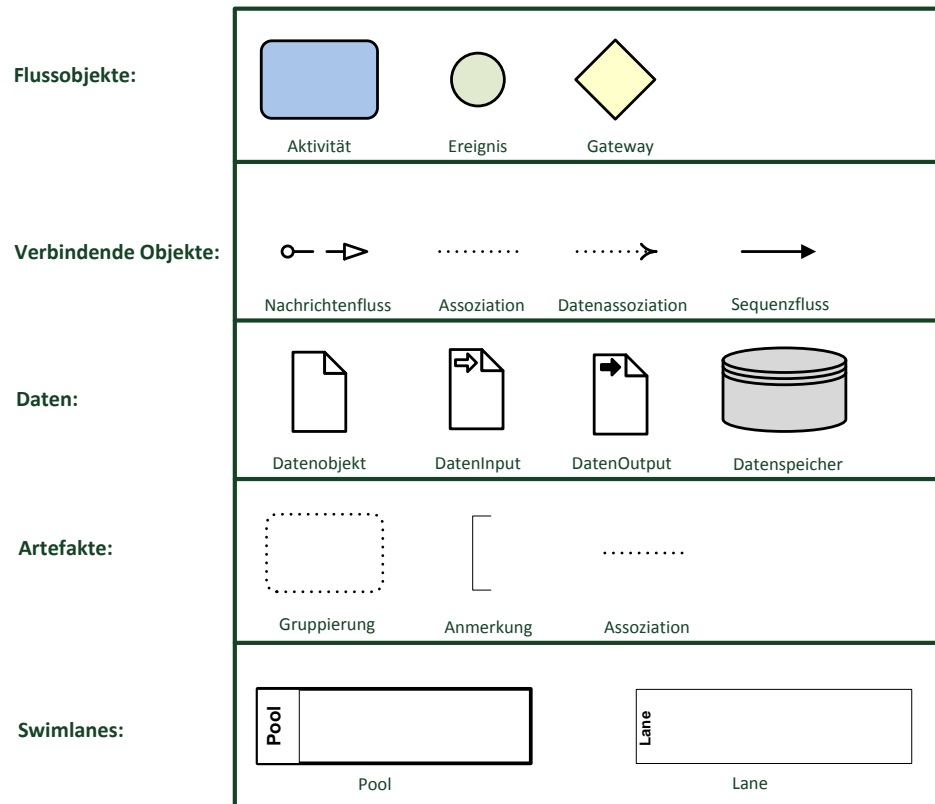 Flussobjekte:
Aktivität
Ereignis
Gateway
Verbindende Objekte:
Nachrichtenfluss
Assoziation
Datenassoziation
Sequenzfluss
Daten:
Datenobjekt
DatenInput
DatenOutput
Datenspeicher
Artefakte:
Gruppierung
Anmerkung
Assoziation
Swimlanes:
Pool
Lane
Pool
Lane